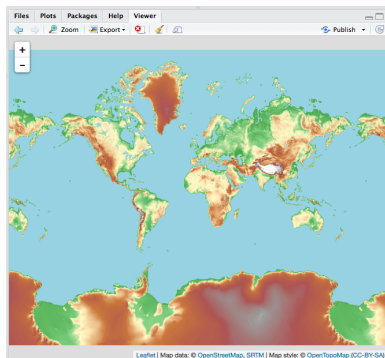 Files Plots Packages Help Viewer
Zoom Export Publish
+
−
Leaflet | Map data: © OpenStreetMap, SRTM | Map style: © OpenTopoMap (CC-BY-SA)